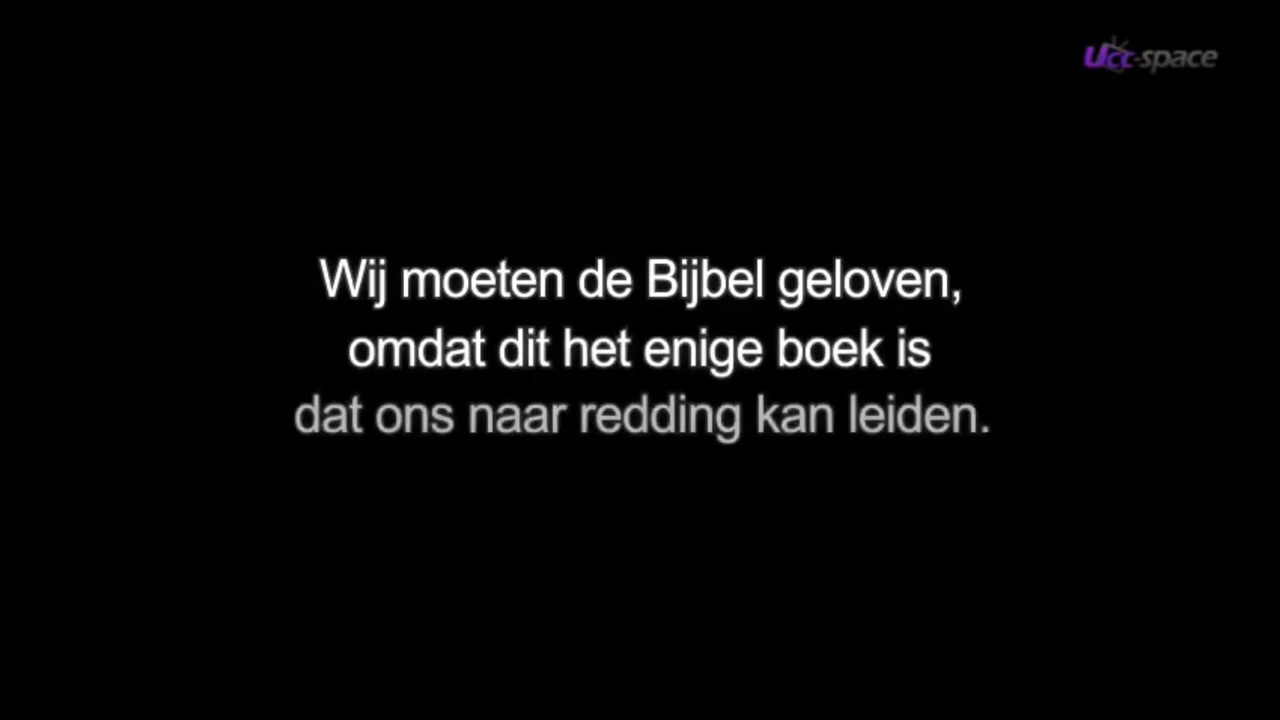 Ucc-space
Wij moeten de Bijbel geloven,
omdat dit het enige boek is
dat ons naar redding kan leiden.